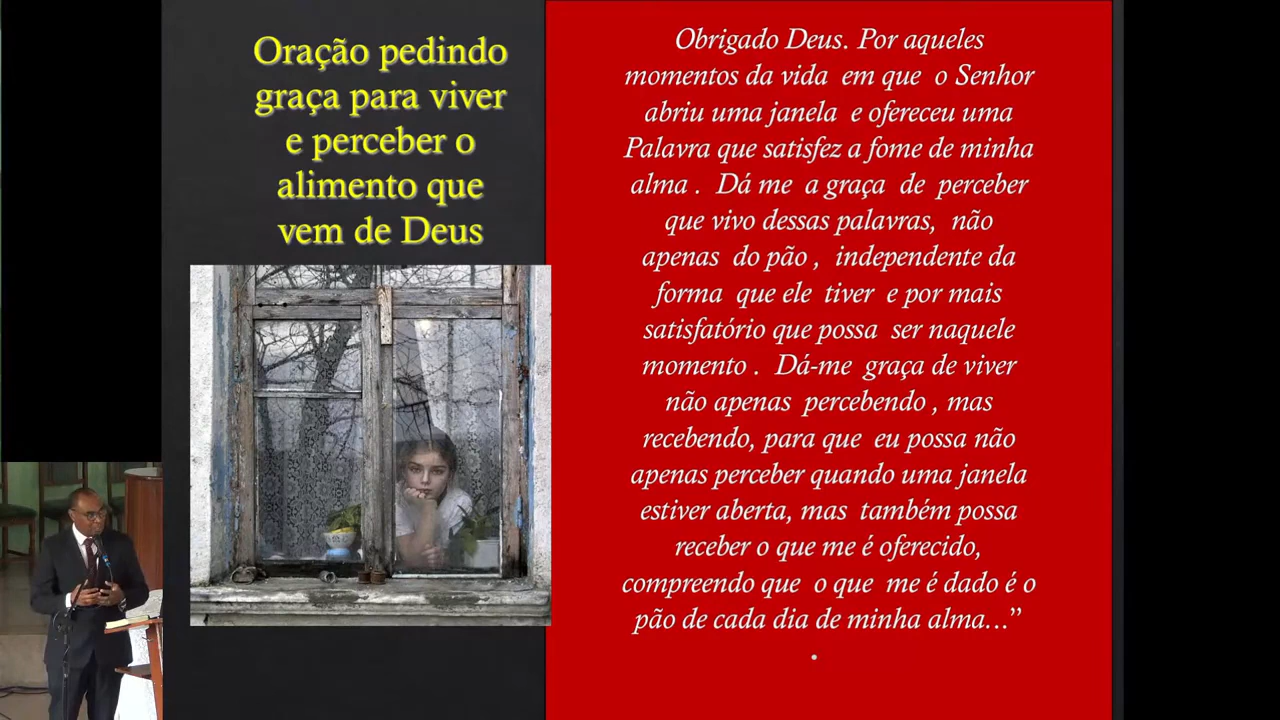 Oração pedindo
graça para viver
e perceber o
alimento que
vem de Deus
Obrigado Deus. Por aqueles
momentos da vida em que o Senhor
abriu uma janela e ofereceu uma
Palavra que satisfez a fome de minha
alma . Dá me a graça de perceber
que vivo dessas palavras, não
apenas do pão , independente da
forma que ele tiver e por mais
satisfatório que possa ser naquele
momento . Dá-me graça de viver
não apenas percebendo , mas
recebendo, para que eu possa não
apenas perceber quando uma janela
estiver aberta, mas também possa
receber o que me é oferecido,
compreendo que o que me é dado é o
pão de cada dia de minha alma...”
.